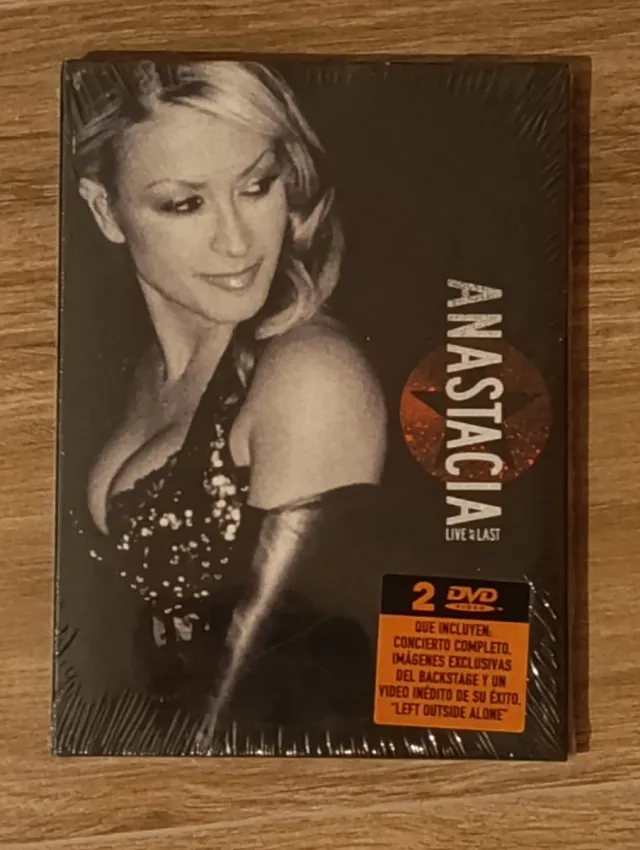 ANASTACIA
LIVE at LAST
2 DVD
VIDEO
QUE INCLUYEN:
CONCIERTO COMPLETO,
IMÁGENES EXCLUSIVAS
DEL BACKSTAGE Y UN
VIDEO INÉDITO DE SU ÉXITO,
"LEFT OUTSIDE ALONE"